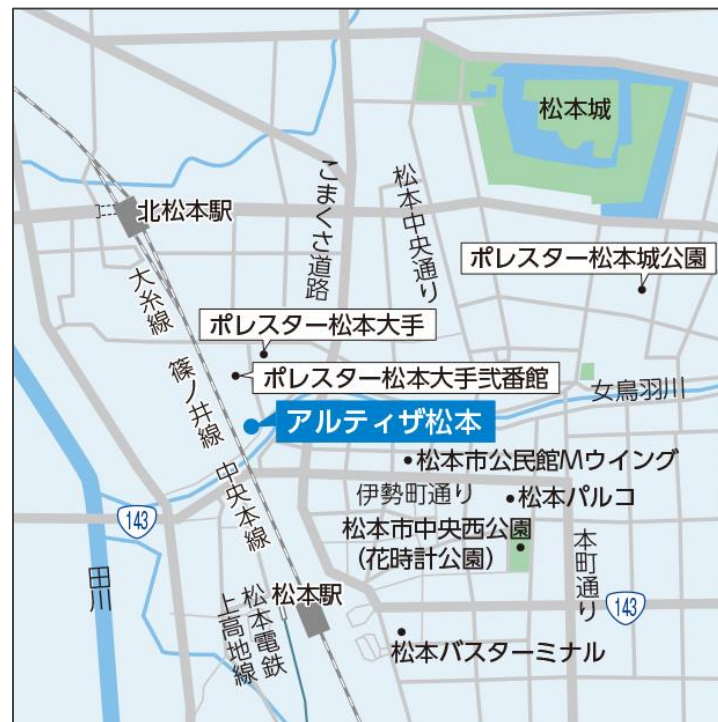 松本城
北松本駅
こまくさ道路
松本中央通り
ポレスター松本城公園
大糸線
ポレスター松本大手
篠ノ井線
ポレスター松本大手弐番館
女鳥羽川
アルティザ松本
中央本線
松本市公民館Mウイング
伊勢町通り
松本パルコ
143
松本市中央西公園
(花時計公園)
本町通り
田川
松本駅
143
松本電鉄
上高地線
松本バスターミナル